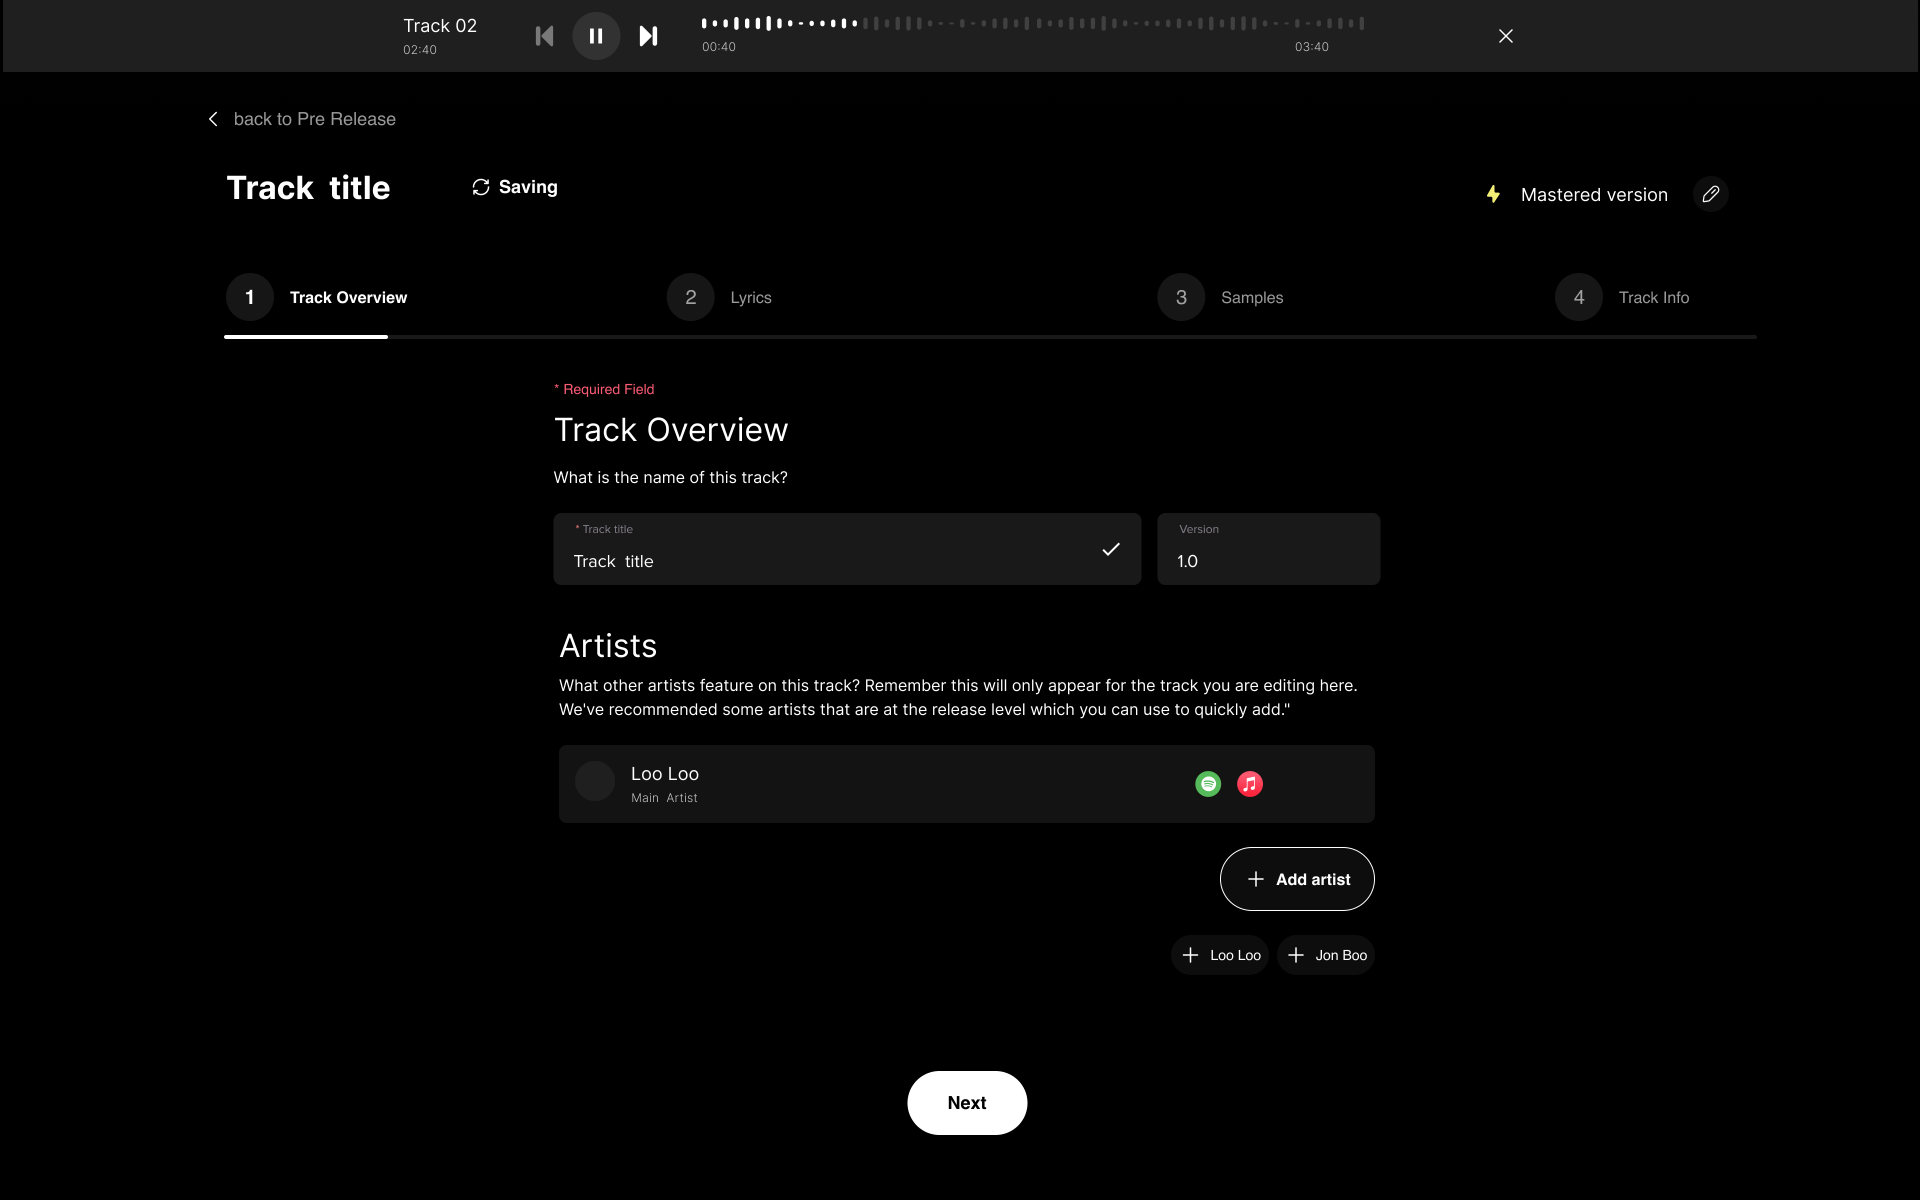 Track 02
02:40
00:40
03:40
back to Pre Release
Track title
Saving
Mastered version
1 Track Overview
2 Lyrics
3 Samples
4 Track Info
* Required Field
Track Overview
What is the name of this track?
* Track title
Track title
Version
1.0
Artists
What other artists feature on this track? Remember this will only appear for the track you are editing here.
We've recommended some artists that are at the release level which you can use to quickly add."
Loo Loo
Main Artist
Add artist
Loo Loo
Jon Boo
Next